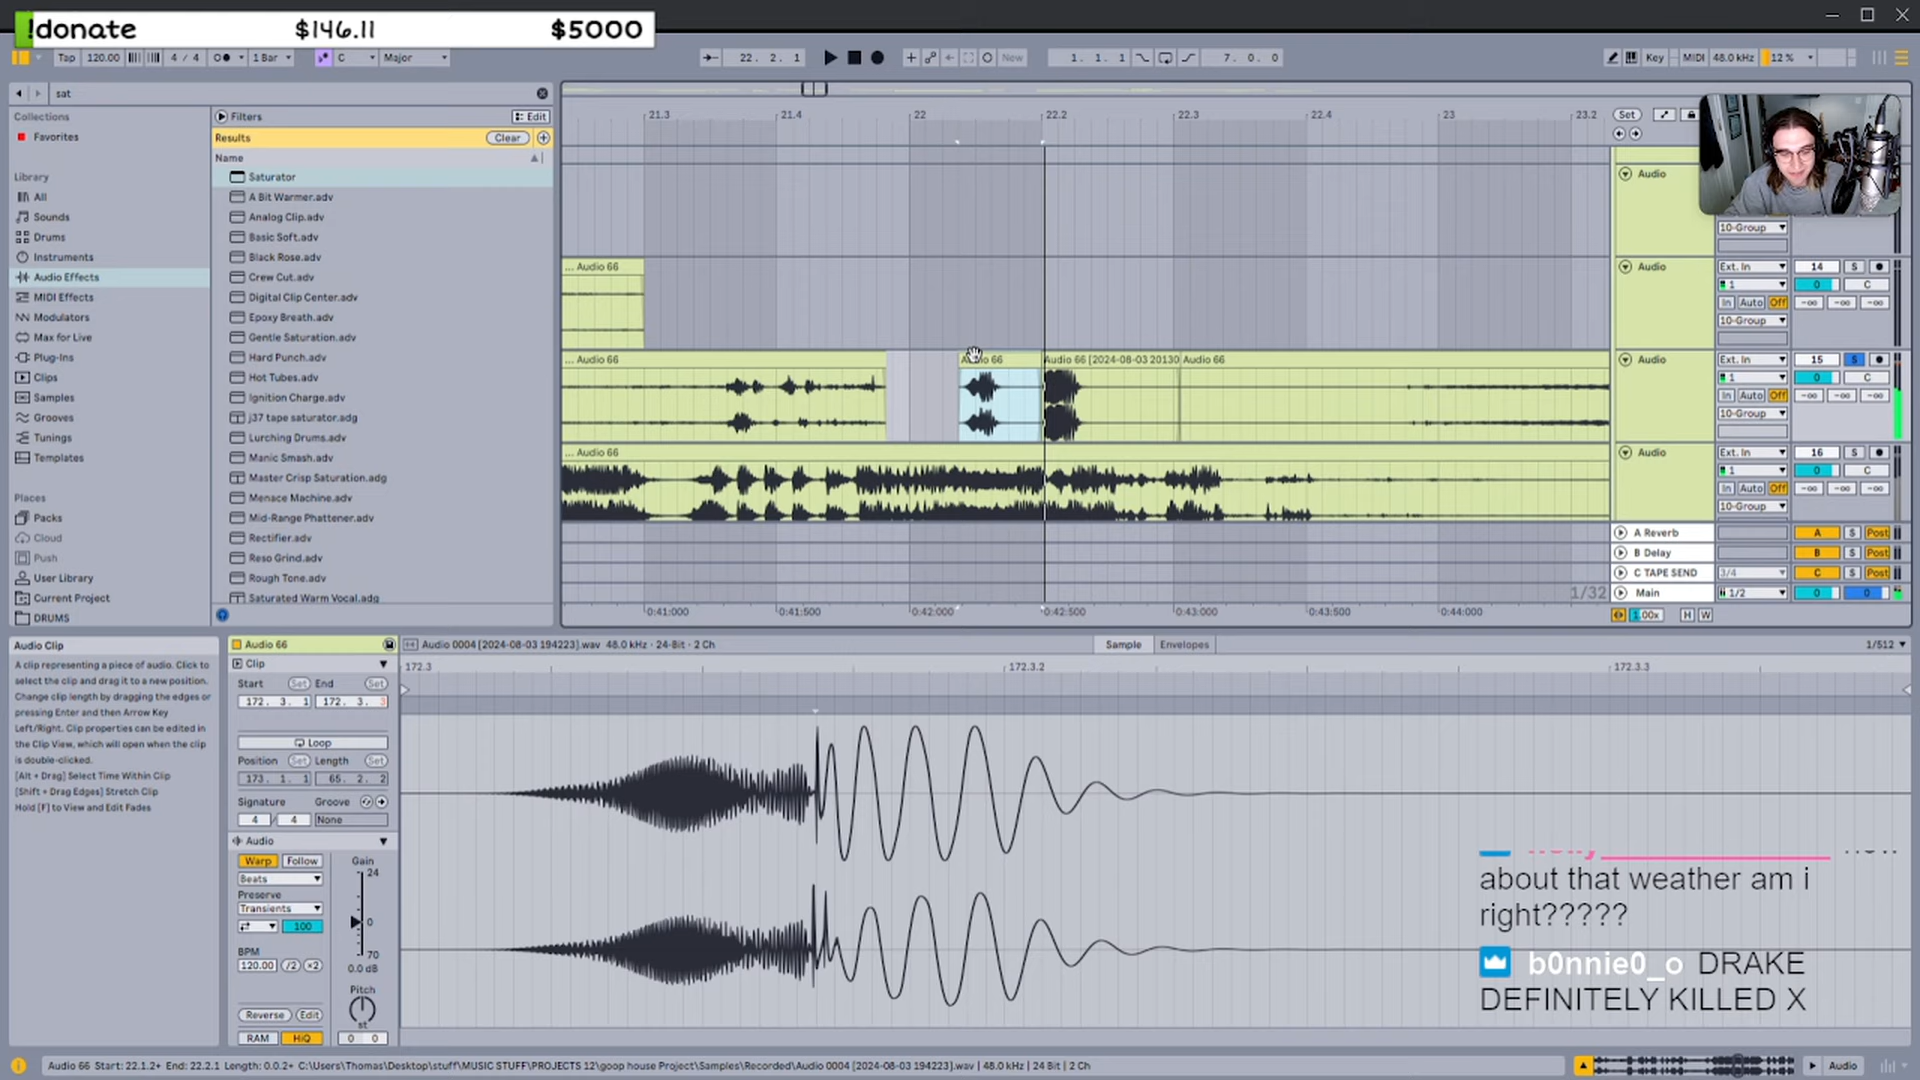 !donate $146.11 $5000
Tap 120.00 4 / 4 1 Bar C Major 22. 2. 1 New 1. 1. 1 7. 0. 0 Key MIDI 48.0 kHz 12 %
sat
Collections
Favorites
Library
All
Sounds
Drums
Instruments
Audio Effects
MIDI Effects
Modulators
Max for Live
Plug-Ins
Clips
Samples
Grooves
Tunings
Templates
Places
Packs
Cloud
Push
User Library
Current Project
DRUMS
Filters Edit
Results Clear
Name
Saturator
A Bit Warmer.adv
Analog Clip.adv
Basic Soft.adv
Black Rose.adv
Crew Cut.adv
Digital Clip Center.adv
Epoxy Breath.adv
Gentle Saturation.adv
Hard Punch.adv
Hot Tubes.adv
Ignition Charge.adv
j37 tape saturator.adg
Lurching Drums.adv
Manic Smash.adv
Master Crisp Saturation.adg
Menace Machine.adv
Mid-Range Phattener.adv
Rectifier.adv
Reso Grind.adv
Rough Tone.adv
Saturated Warm Vocal.adg
21.3 21.4 22 22.2 22.3 22.4 23 23.2
Set
Audio
10-Group
... Audio 66
Audio Ext. In 14 S
1 0 C
In Auto Off -∞ -∞ -∞
10-Group
... Audio 66 Audio 66 [2024-08-03 20130 Audio 66
Audio Ext. In 15 S
1 0 C
In Auto Off -∞ -∞ -∞
10-Group
... Audio 66
Audio Ext. In 16 S
1 0 C
In Auto Off -∞ -∞ -∞
10-Group
A Reverb A S Post
B Delay B S Post
C TAPE SEND 3/4 C S Post
1/32 Main 1/2 0 0
0:41:000 0:41:500 0:42:000 0:42:500 0:43:000 0:43:500 0:44:000
1.00x H W
Audio Clip
A clip representing a piece of audio. Click to
select the clip and drag it to a new position.
Change clip length by dragging the edges or
pressing Enter and then Arrow Key
Left/Right. Clip properties can be edited in
the Clip View, which will open when the clip
is double-clicked.
[Alt + Drag] Select Time Within Clip
[Shift + Drag Edges] Stretch Clip
Hold [F] to View and Edit Fades
Audio 66
Clip
Start Set End Set
172. 3. 1 172. 3. 3
Loop
Position Set Length Set
173. 1. 1 65. 2. 2
Signature Groove
4 / 4 None
Audio
Warp Follow Gain
Beats 24
Preserve
Transients
100 0
BPM
120.00 /2 ×2 70
0.0 dB
Pitch
Reverse Edit st
RAM HiQ 0 0
Audio 0004 [2024-08-03 194223].wav 48.0 kHz · 24-Bit · 2 Ch
Sample Envelopes 1/512
172.3 172.3.2 172.3.3
about that weather am i
right?????
b0nnie0_o DRAKE
DEFINITELY KILLED X
Audio 66 Start: 22.1.2+ End: 22.2.1 Length: 0.0.2+ C:\Users\Thomas\Desktop\stuff\MUSIC STUFF\PROJECTS 12\goop house Project\Samples\Recorded\Audio 0004 [2024-08-03 194223].wav | 48.0 kHz | 24 Bit | 2 Ch
Audio